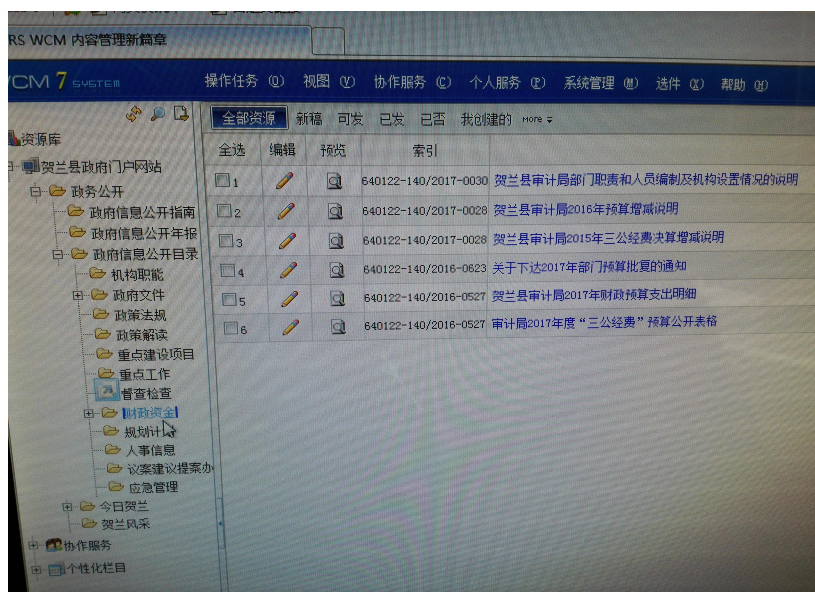 RS WCM 内容管理新篇章
WCM 7 SYSTEM
操作任务 (O) 视图 (V) 协作服务 (C) 个人服务 (P) 系统管理 (M) 选件 (X) 帮助 (H)
全部资源 新稿 可发 已发 已否 我创建的 More
全选 编辑 预览 索引
1 640122-140/2017-0030 贺兰县审计局部门职责和人员编制及机构设置情况的说明
2 640122-140/2017-0028 贺兰县审计局2016年预算增减说明
3 640122-140/2017-0028 贺兰县审计局2015年三公经费决算增减说明
4 640122-140/2016-0623 关于下达2017年部门预算批复的通知
5 640122-140/2016-0527 贺兰县审计局2017年财政预算支出明细
6 640122-140/2016-0527 审计局2017年度“三公经费”预算公开表格
资源库
贺兰县政府门户网站
政务公开
政府信息公开指南
政府信息公开年报
政府信息公开目录
机构职能
政府文件
政策法规
政策解读
重点建设项目
重点工作
督查检查
财政资金
规划计
人事信息
议案建议提案办
应急管理
今日贺兰
贺兰风采
协作服务
个性化栏目